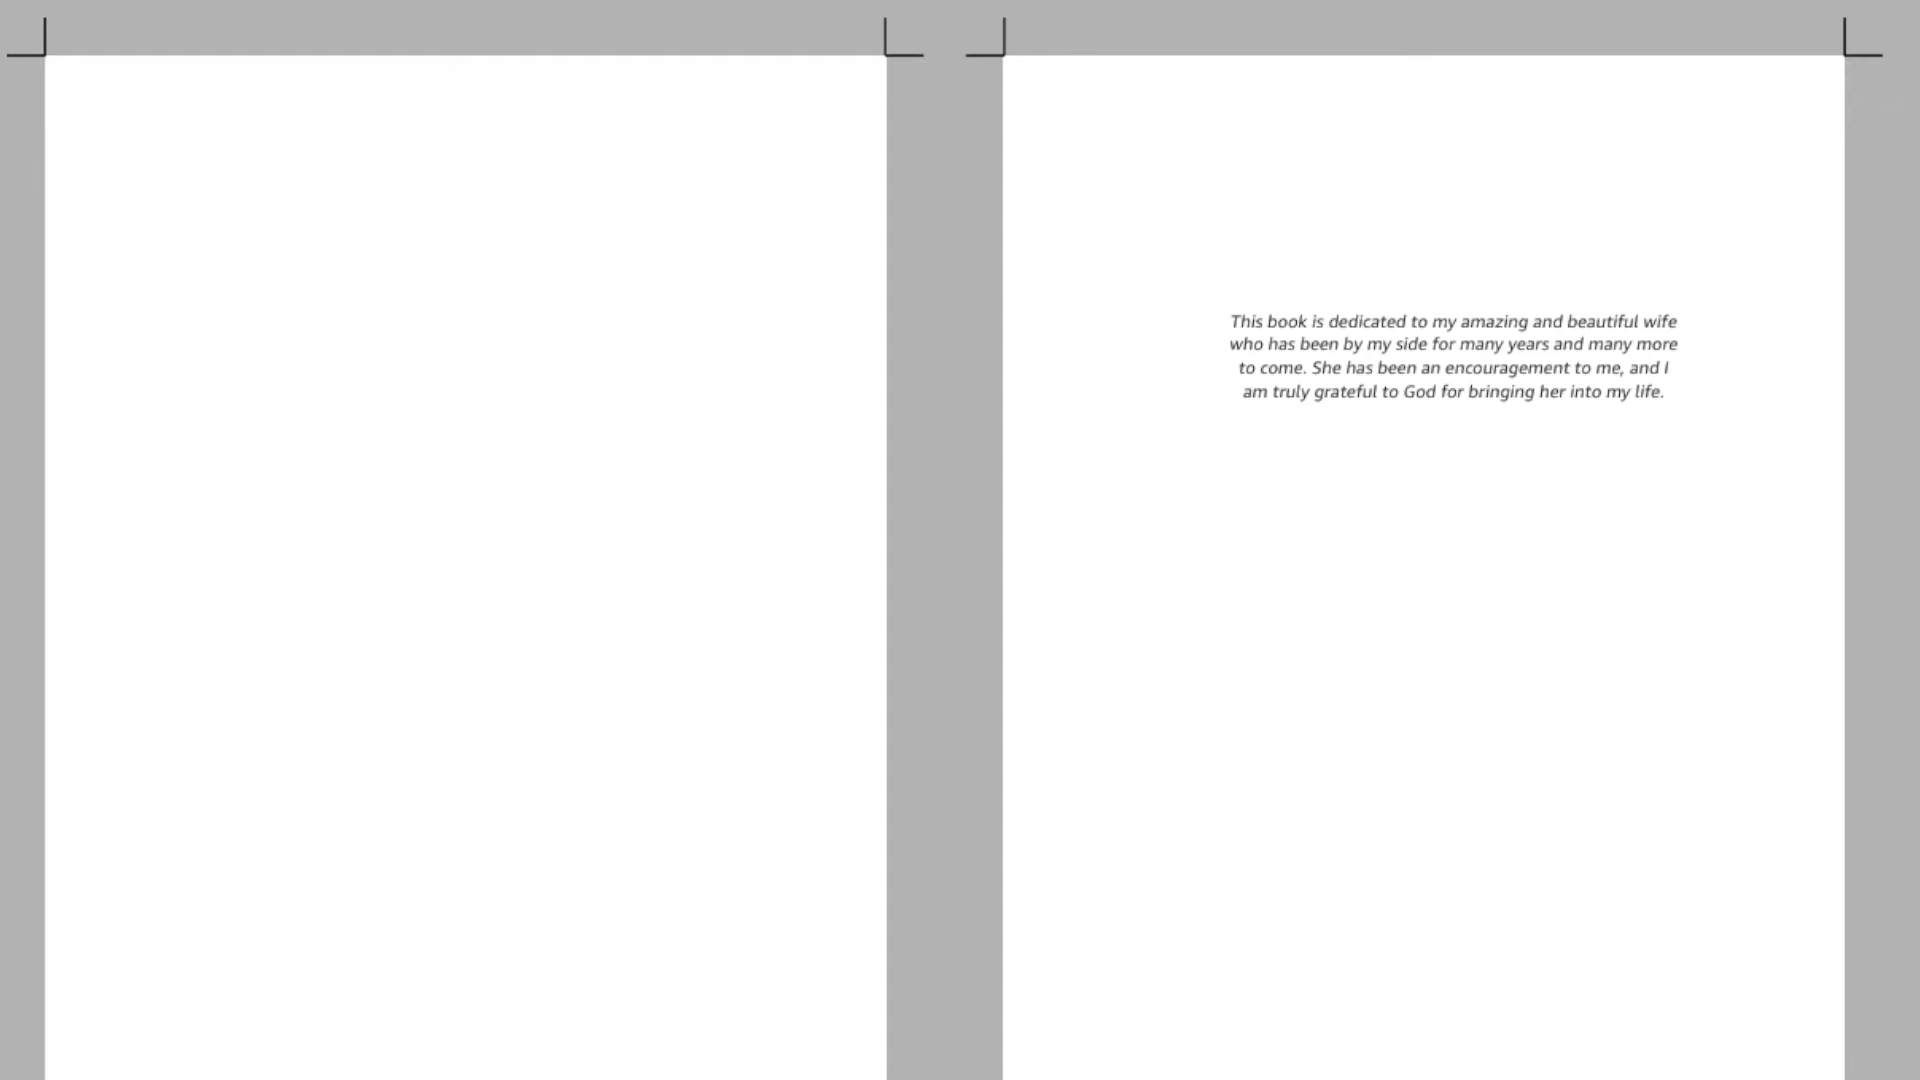 This book is dedicated to my amazing and beautiful wife
who has been by my side for many years and many more
to come. She has been an encouragement to me, and I
am truly grateful to God for bringing her into my life.